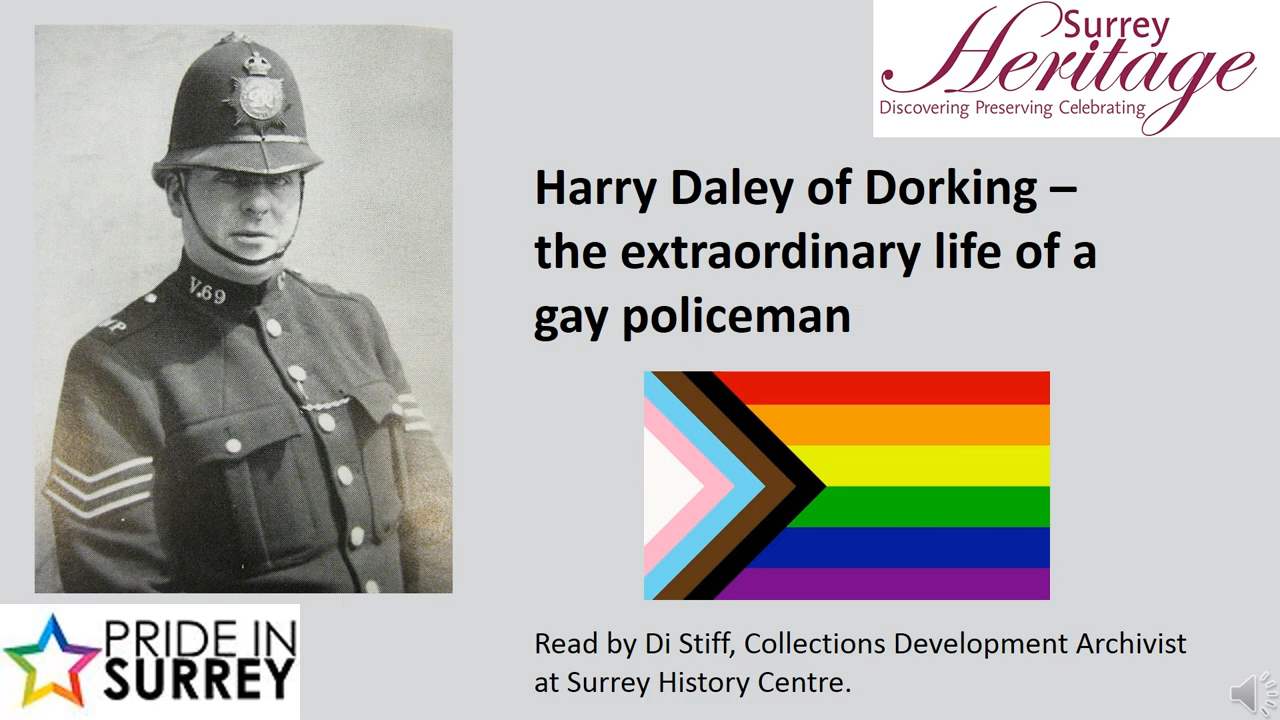 Surrey
Heritage
Discovering Preserving Celebrating
Harry Daley of Dorking –
the extraordinary life of a
gay policeman
V.69
PRIDE IN
SURREY
Read by Di Stiff, Collections Development Archivist
at Surrey History Centre.